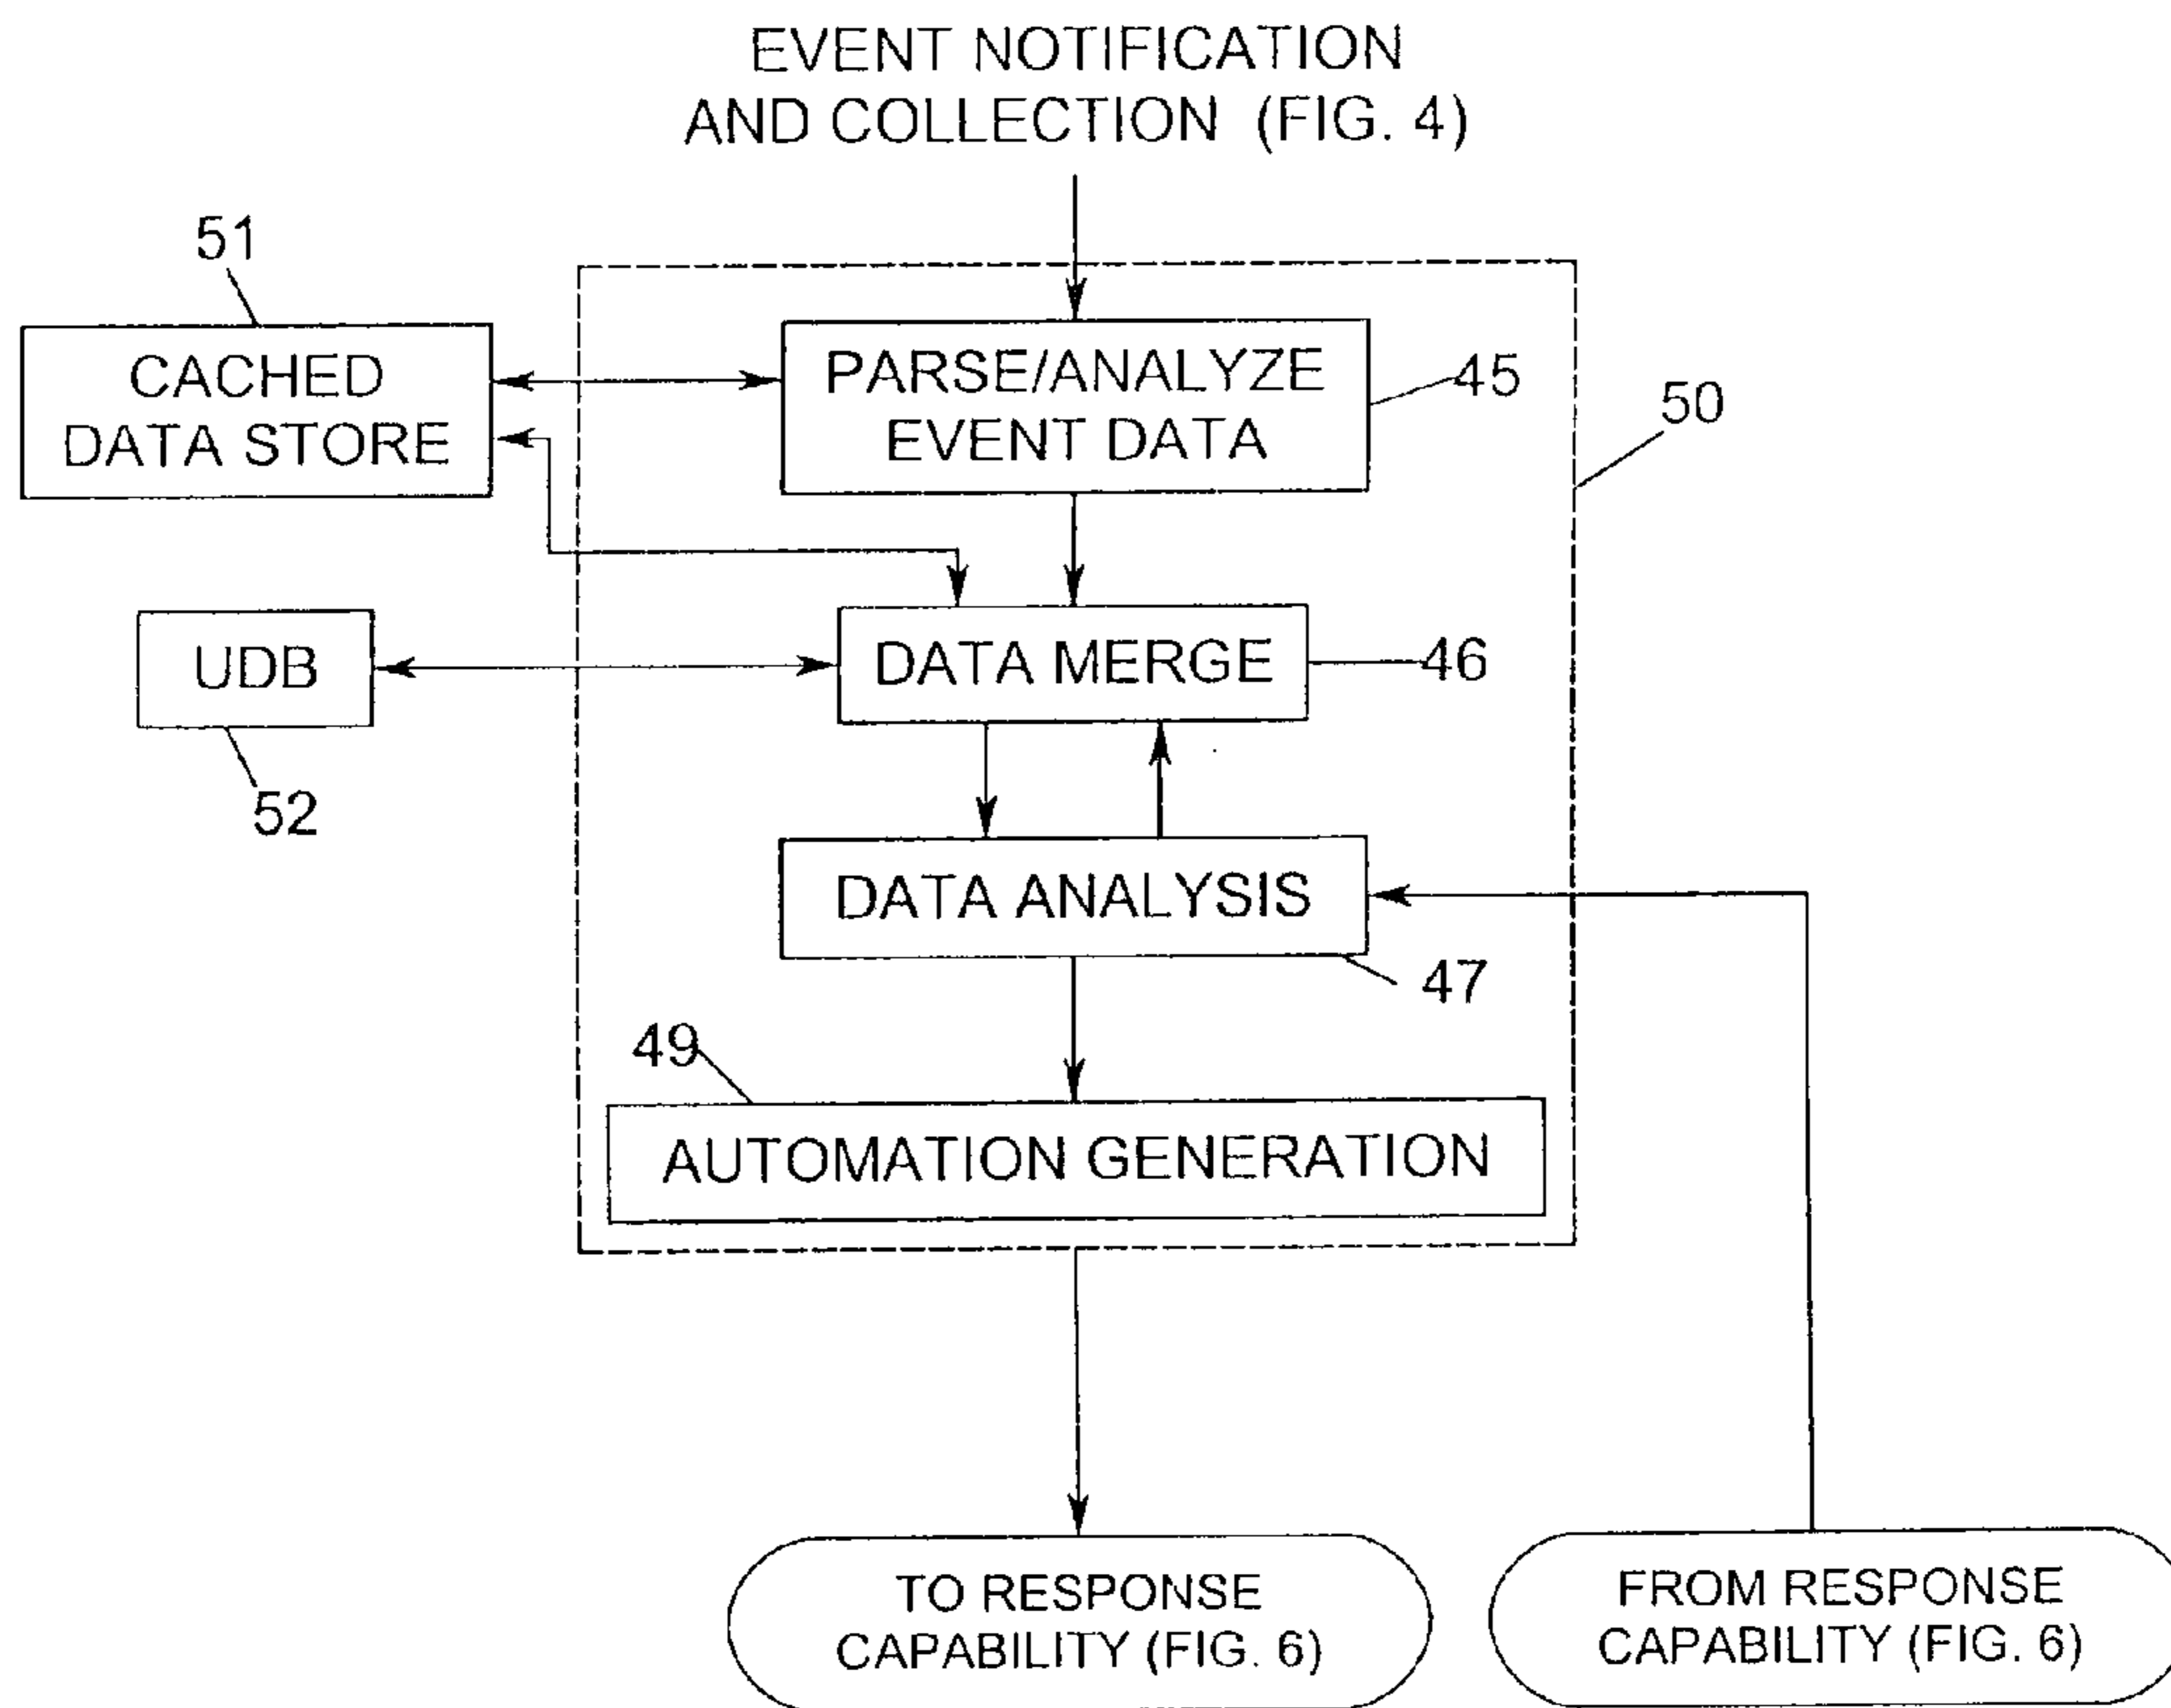 EVENT NOTIFICATION
AND COLLECTION (FIG. 4)
51
CACHED
DATA STORE
PARSE/ANALYZE
EVENT DATA
45
50
UDB
52
DATA MERGE
46
DATA ANALYSIS
47
49
AUTOMATION GENERATION
TO RESPONSE
CAPABILITY (FIG. 6)
FROM RESPONSE
CAPABILITY (FIG. 6)